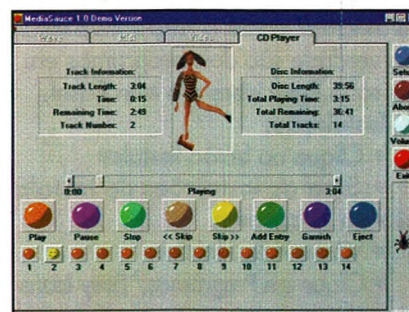 MediaSauce 1.0 Demo Version
CD Player
Track Information:
Track Length: 3:04
Time: 0:15
Remaining Time: 2:49
Track Number: 2
Disc Information:
Disc Length: 39:56
Total Playing Time: 3:15
Total Remaining: 36:41
Total Tracks: 14
0:00 Playing 3:04
Play Pause Stop << Skip Skip >> Add Entry Garnish Eject
1 2 3 4 5 6 7 8 9 10 11 12 13 14
Setu
Abou
Volu
Exit